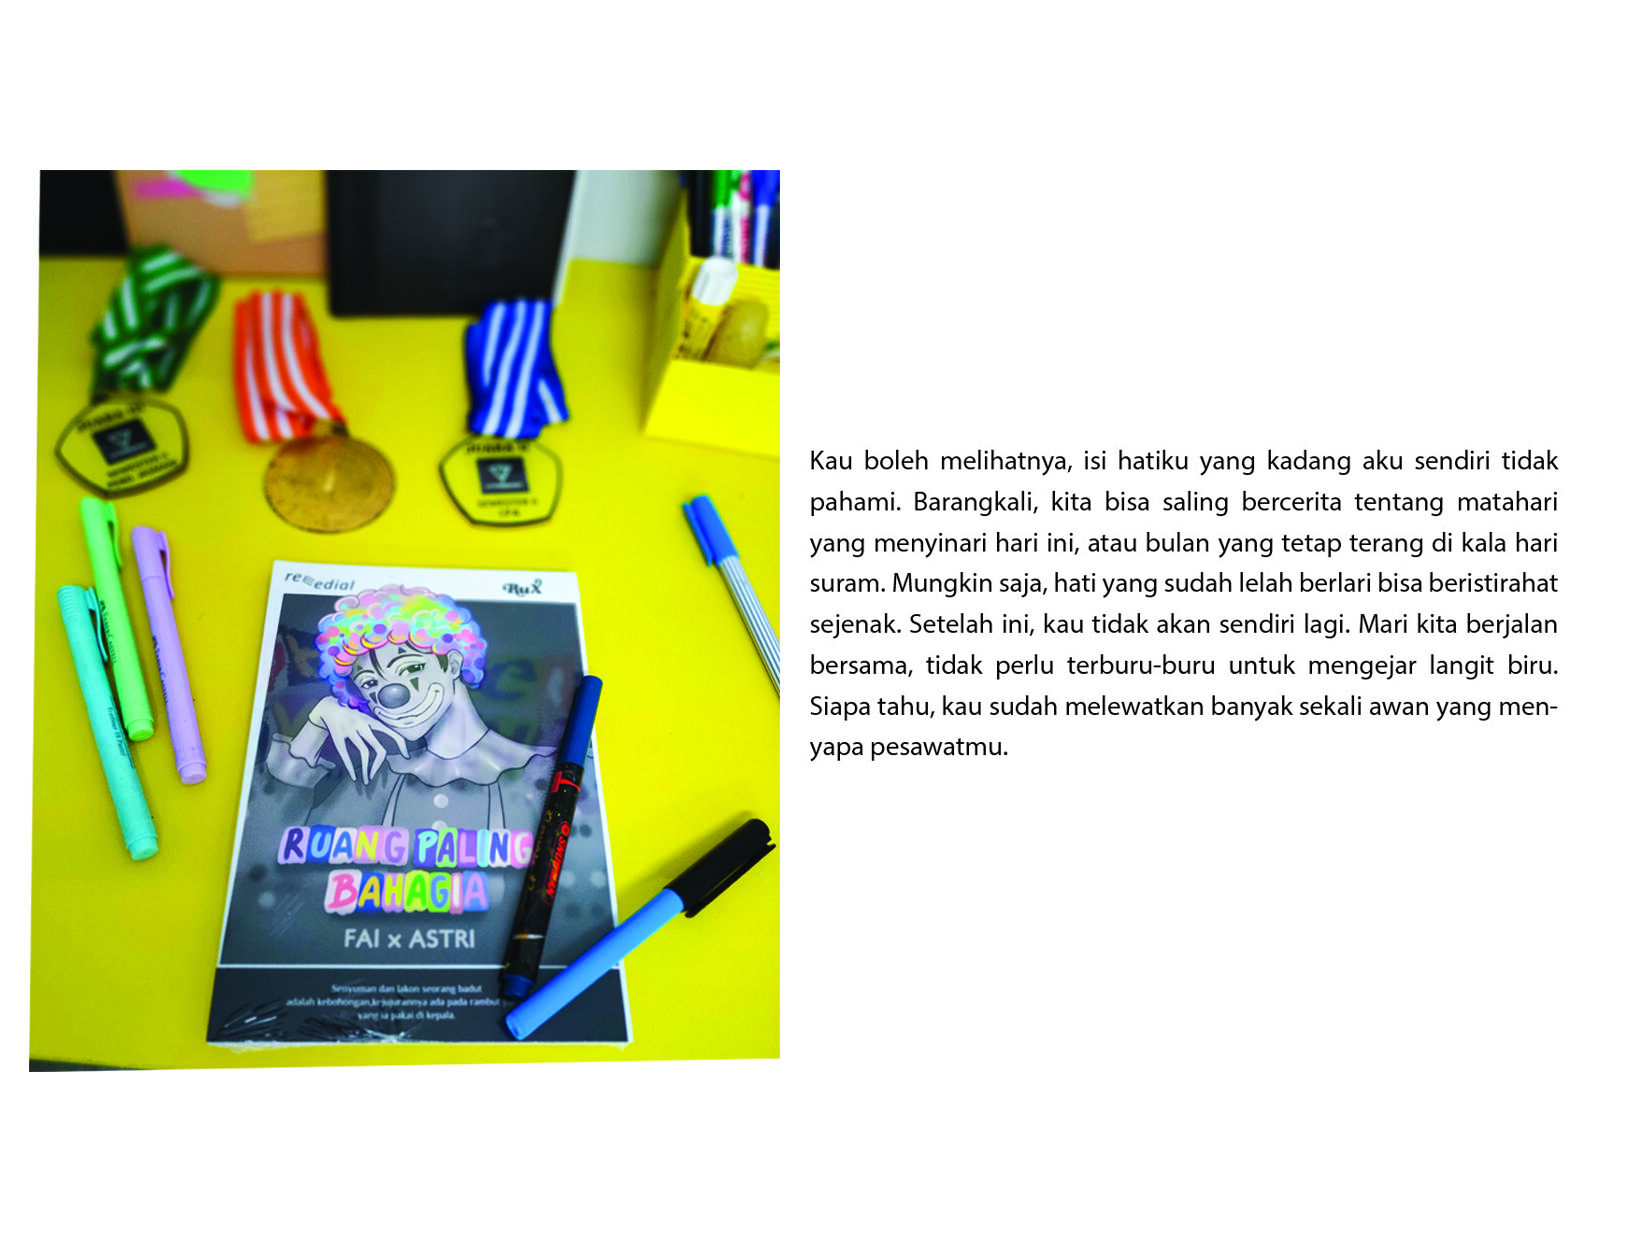 remedial
RuX
RUANG PALING
BAHAGIA
FAI x ASTRI
Senyuman dan lakon seorang badut
adalah kebohongan,kejujurannya ada pada rambut
yang ia pakai di kepala.
SNOWMAN
Kau boleh melihatnya, isi hatiku yang kadang aku sendiri tidak
pahami. Barangkali, kita bisa saling bercerita tentang matahari
yang menyinari hari ini, atau bulan yang tetap terang di kala hari
suram. Mungkin saja, hati yang sudah lelah berlari bisa beristirahat
sejenak. Setelah ini, kau tidak akan sendiri lagi. Mari kita berjalan
bersama, tidak perlu terburu-buru untuk mengejar langit biru.
Siapa tahu, kau sudah melewatkan banyak sekali awan yang men-
yapa pesawatmu.